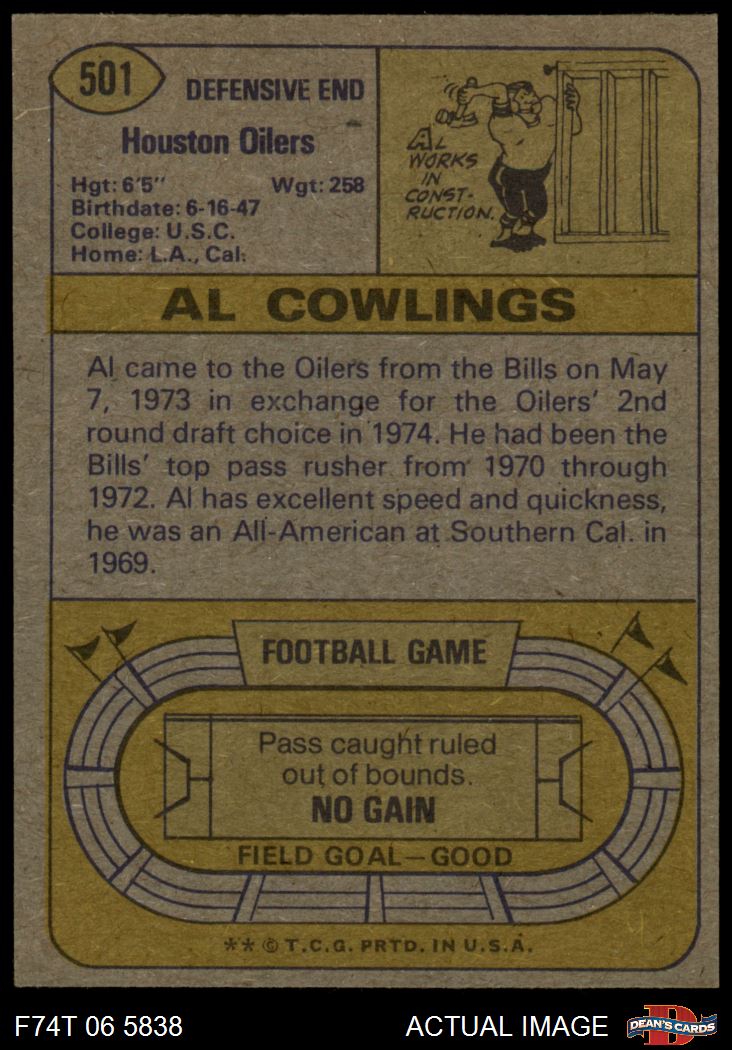 501
DEFENSIVE END
Houston Oilers
Hgt: 6'5" Wgt: 258
Birthdate: 6-16-47
College: U.S.C.
Home: L.A., Cal.
AL
WORKS
IN
CONST-
RUCTION.
AL COWLINGS
Al came to the Oilers from the Bills on May
7, 1973 in exchange for the Oilers' 2nd
round draft choice in 1974. He had been the
Bills' top pass rusher from 1970 through
1972. Al has excellent speed and quickness,
he was an All-American at Southern Cal. in
1969.
FOOTBALL GAME
Pass caught ruled
out of bounds.
NO GAIN
FIELD GOAL—GOOD
** © T.C.G. PRTD. IN U.S.A.
F74T 06 5838
ACTUAL IMAGE
D
DEAN'S CARDS